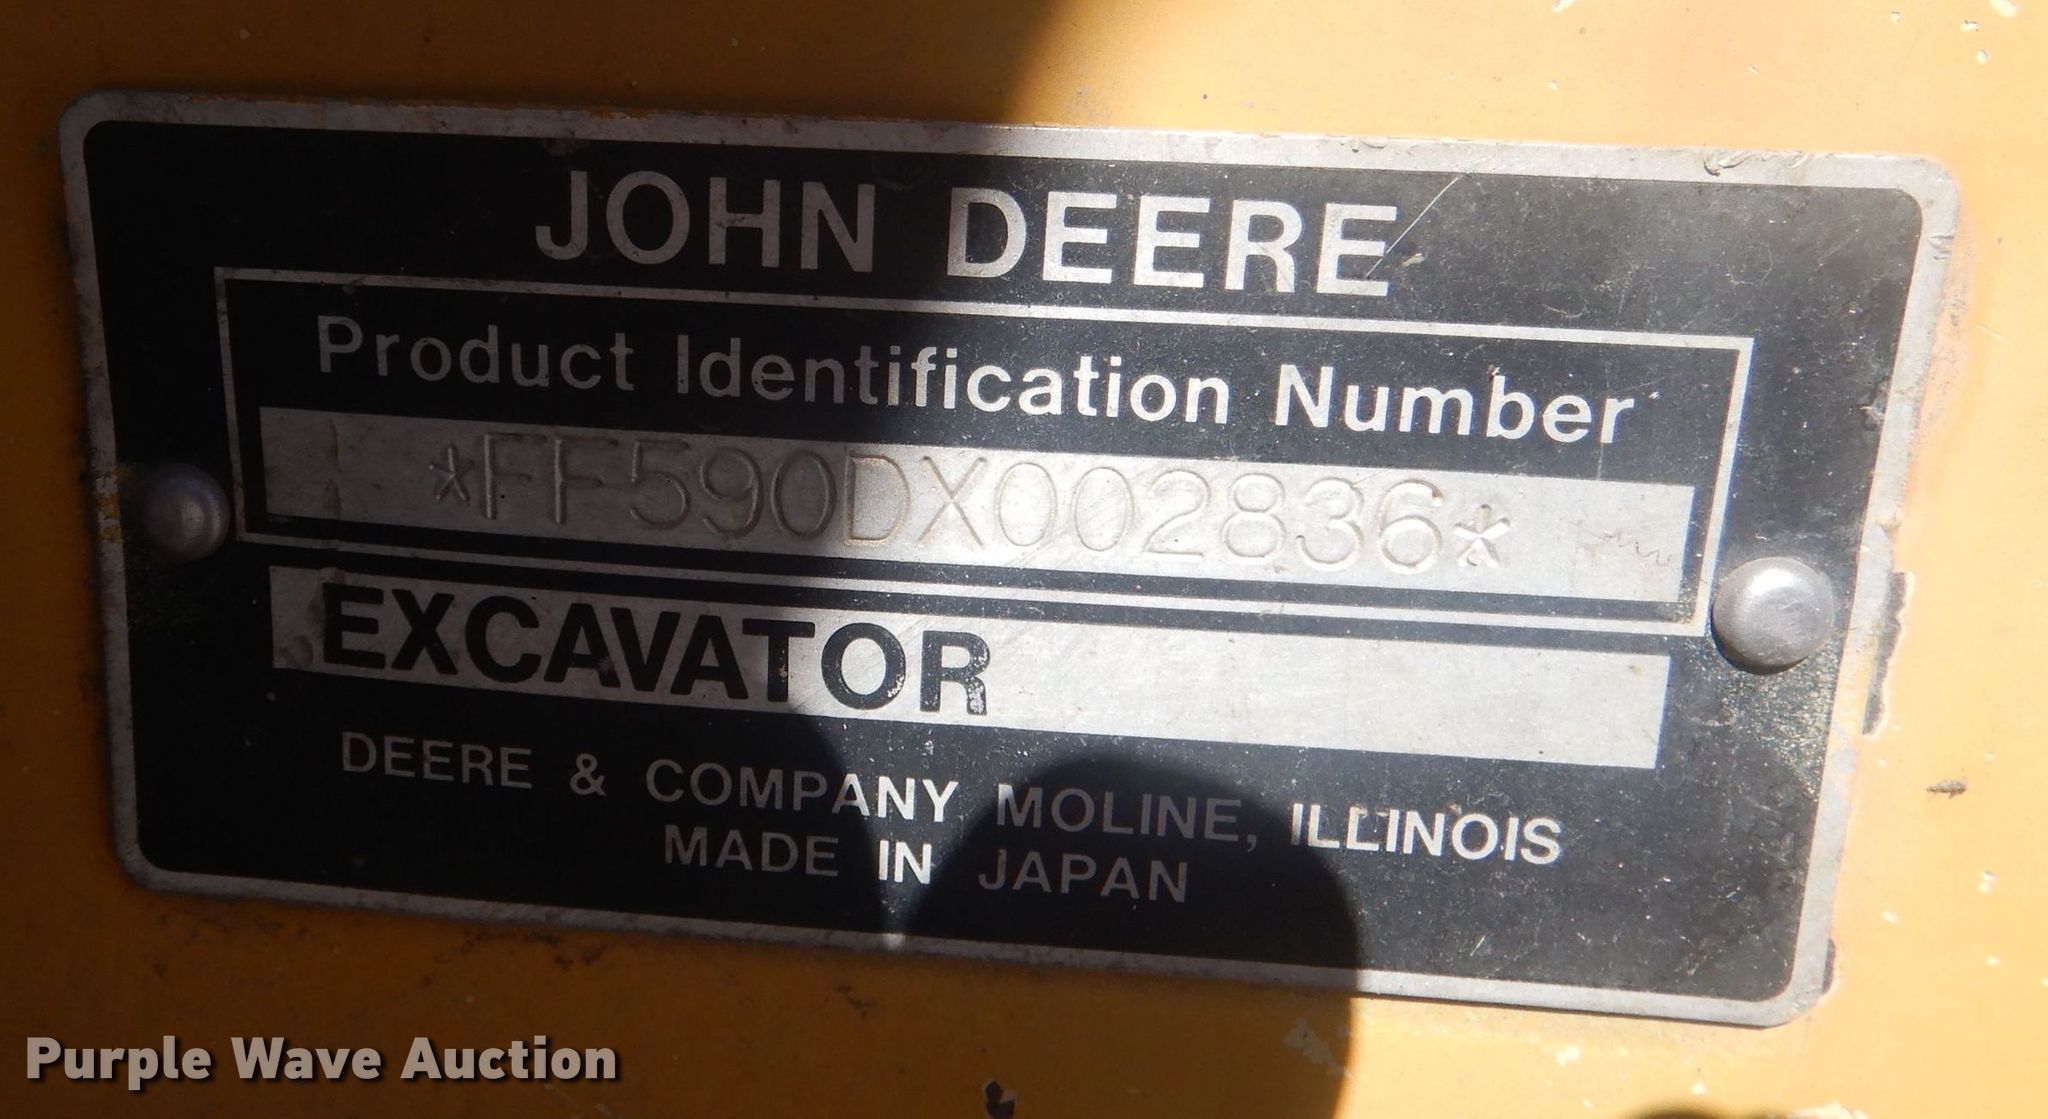 JOHN DEERE
Product Identification Number
*FF590DX002836*
EXCAVATOR
DEERE & COMPANY MOLINE, ILLINOIS
MADE IN JAPAN
Purple Wave Auction